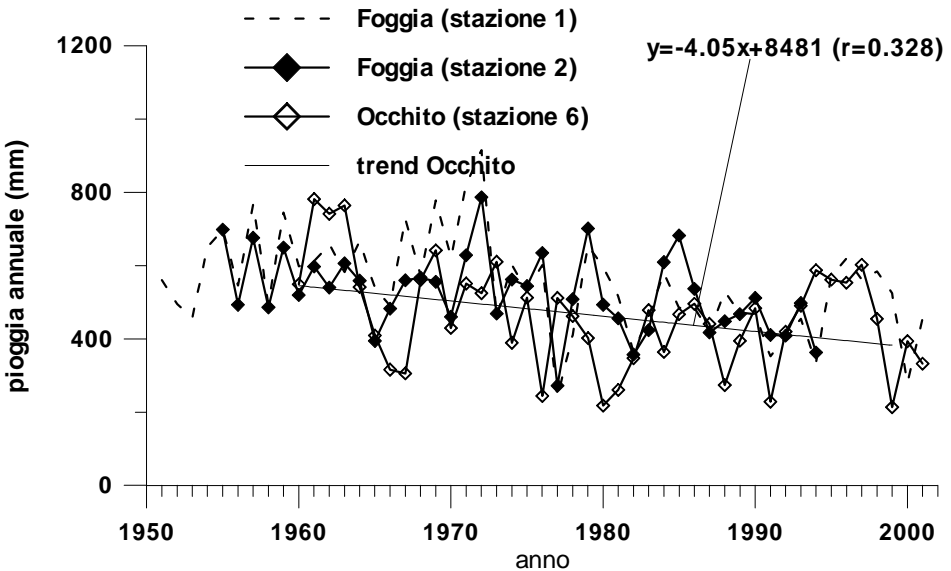 Foggia (stazione 1)
Foggia (stazione 2)
Occhito (stazione 6)
trend Occhito
y=-4.05x+8481 (r=0.328)
pioggia annuale (mm)
1200
800
400
0
1950 1960 1970 1980 1990 2000
anno